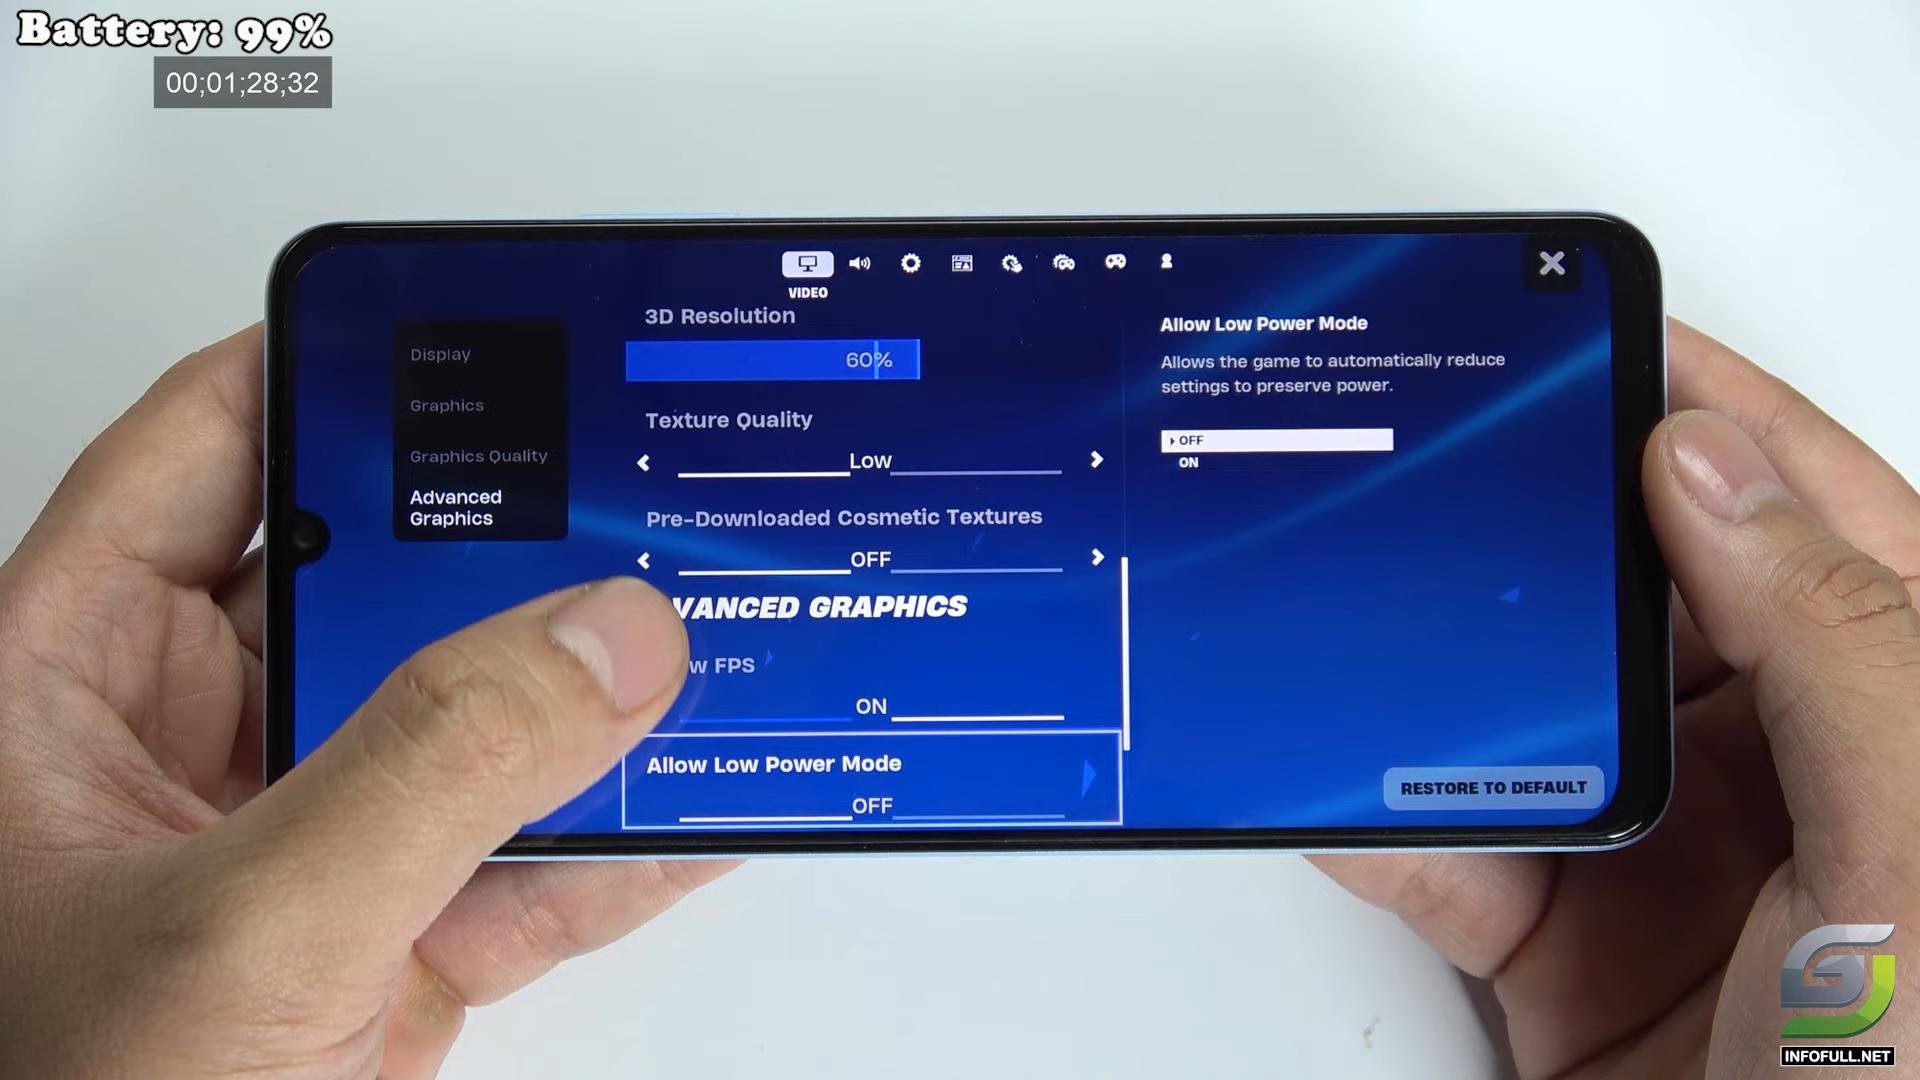 Battery: 99%
00;01;28;32
VIDEO
3D Resolution
60%
Texture Quality
Low
Pre-Downloaded Cosmetic Textures
OFF
VANCED GRAPHICS
w FPS
ON
Allow Low Power Mode
OFF
Display
Graphics
Graphics Quality
Advanced
Graphics
Allow Low Power Mode
Allows the game to automatically reduce
settings to preserve power.
OFF
ON
RESTORE TO DEFAULT
INFOFULL.NET